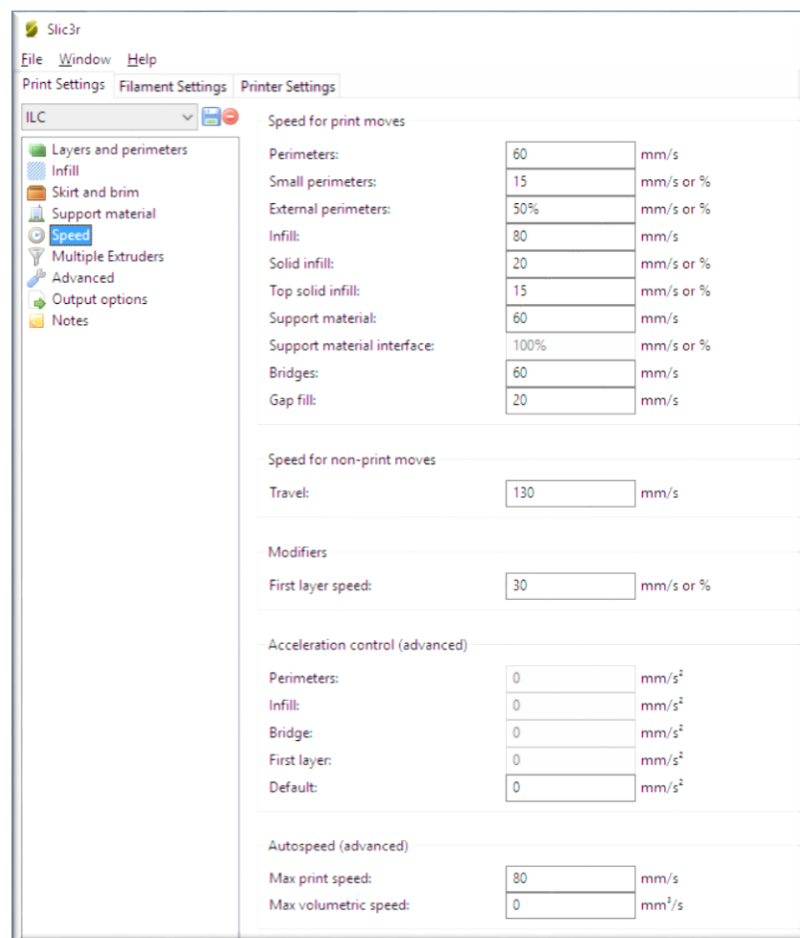 Slic3r
File Window Help
Print Settings Filament Settings Printer Settings
ILC
Layers and perimeters
Infill
Skirt and brim
Support material
Speed
Multiple Extruders
Advanced
Output options
Notes
Speed for print moves
Perimeters: 60 mm/s
Small perimeters: 15 mm/s or %
External perimeters: 50% mm/s or %
Infill: 80 mm/s
Solid infill: 20 mm/s or %
Top solid infill: 15 mm/s or %
Support material: 60 mm/s
Support material interface: 100% mm/s or %
Bridges: 60 mm/s
Gap fill: 20 mm/s
Speed for non-print moves
Travel: 130 mm/s
Modifiers
First layer speed: 30 mm/s or %
Acceleration control (advanced)
Perimeters: 0 mm/s²
Infill: 0 mm/s²
Bridge: 0 mm/s²
First layer: 0 mm/s²
Default: 0 mm/s²
Autospeed (advanced)
Max print speed: 80 mm/s
Max volumetric speed: 0 mm³/s